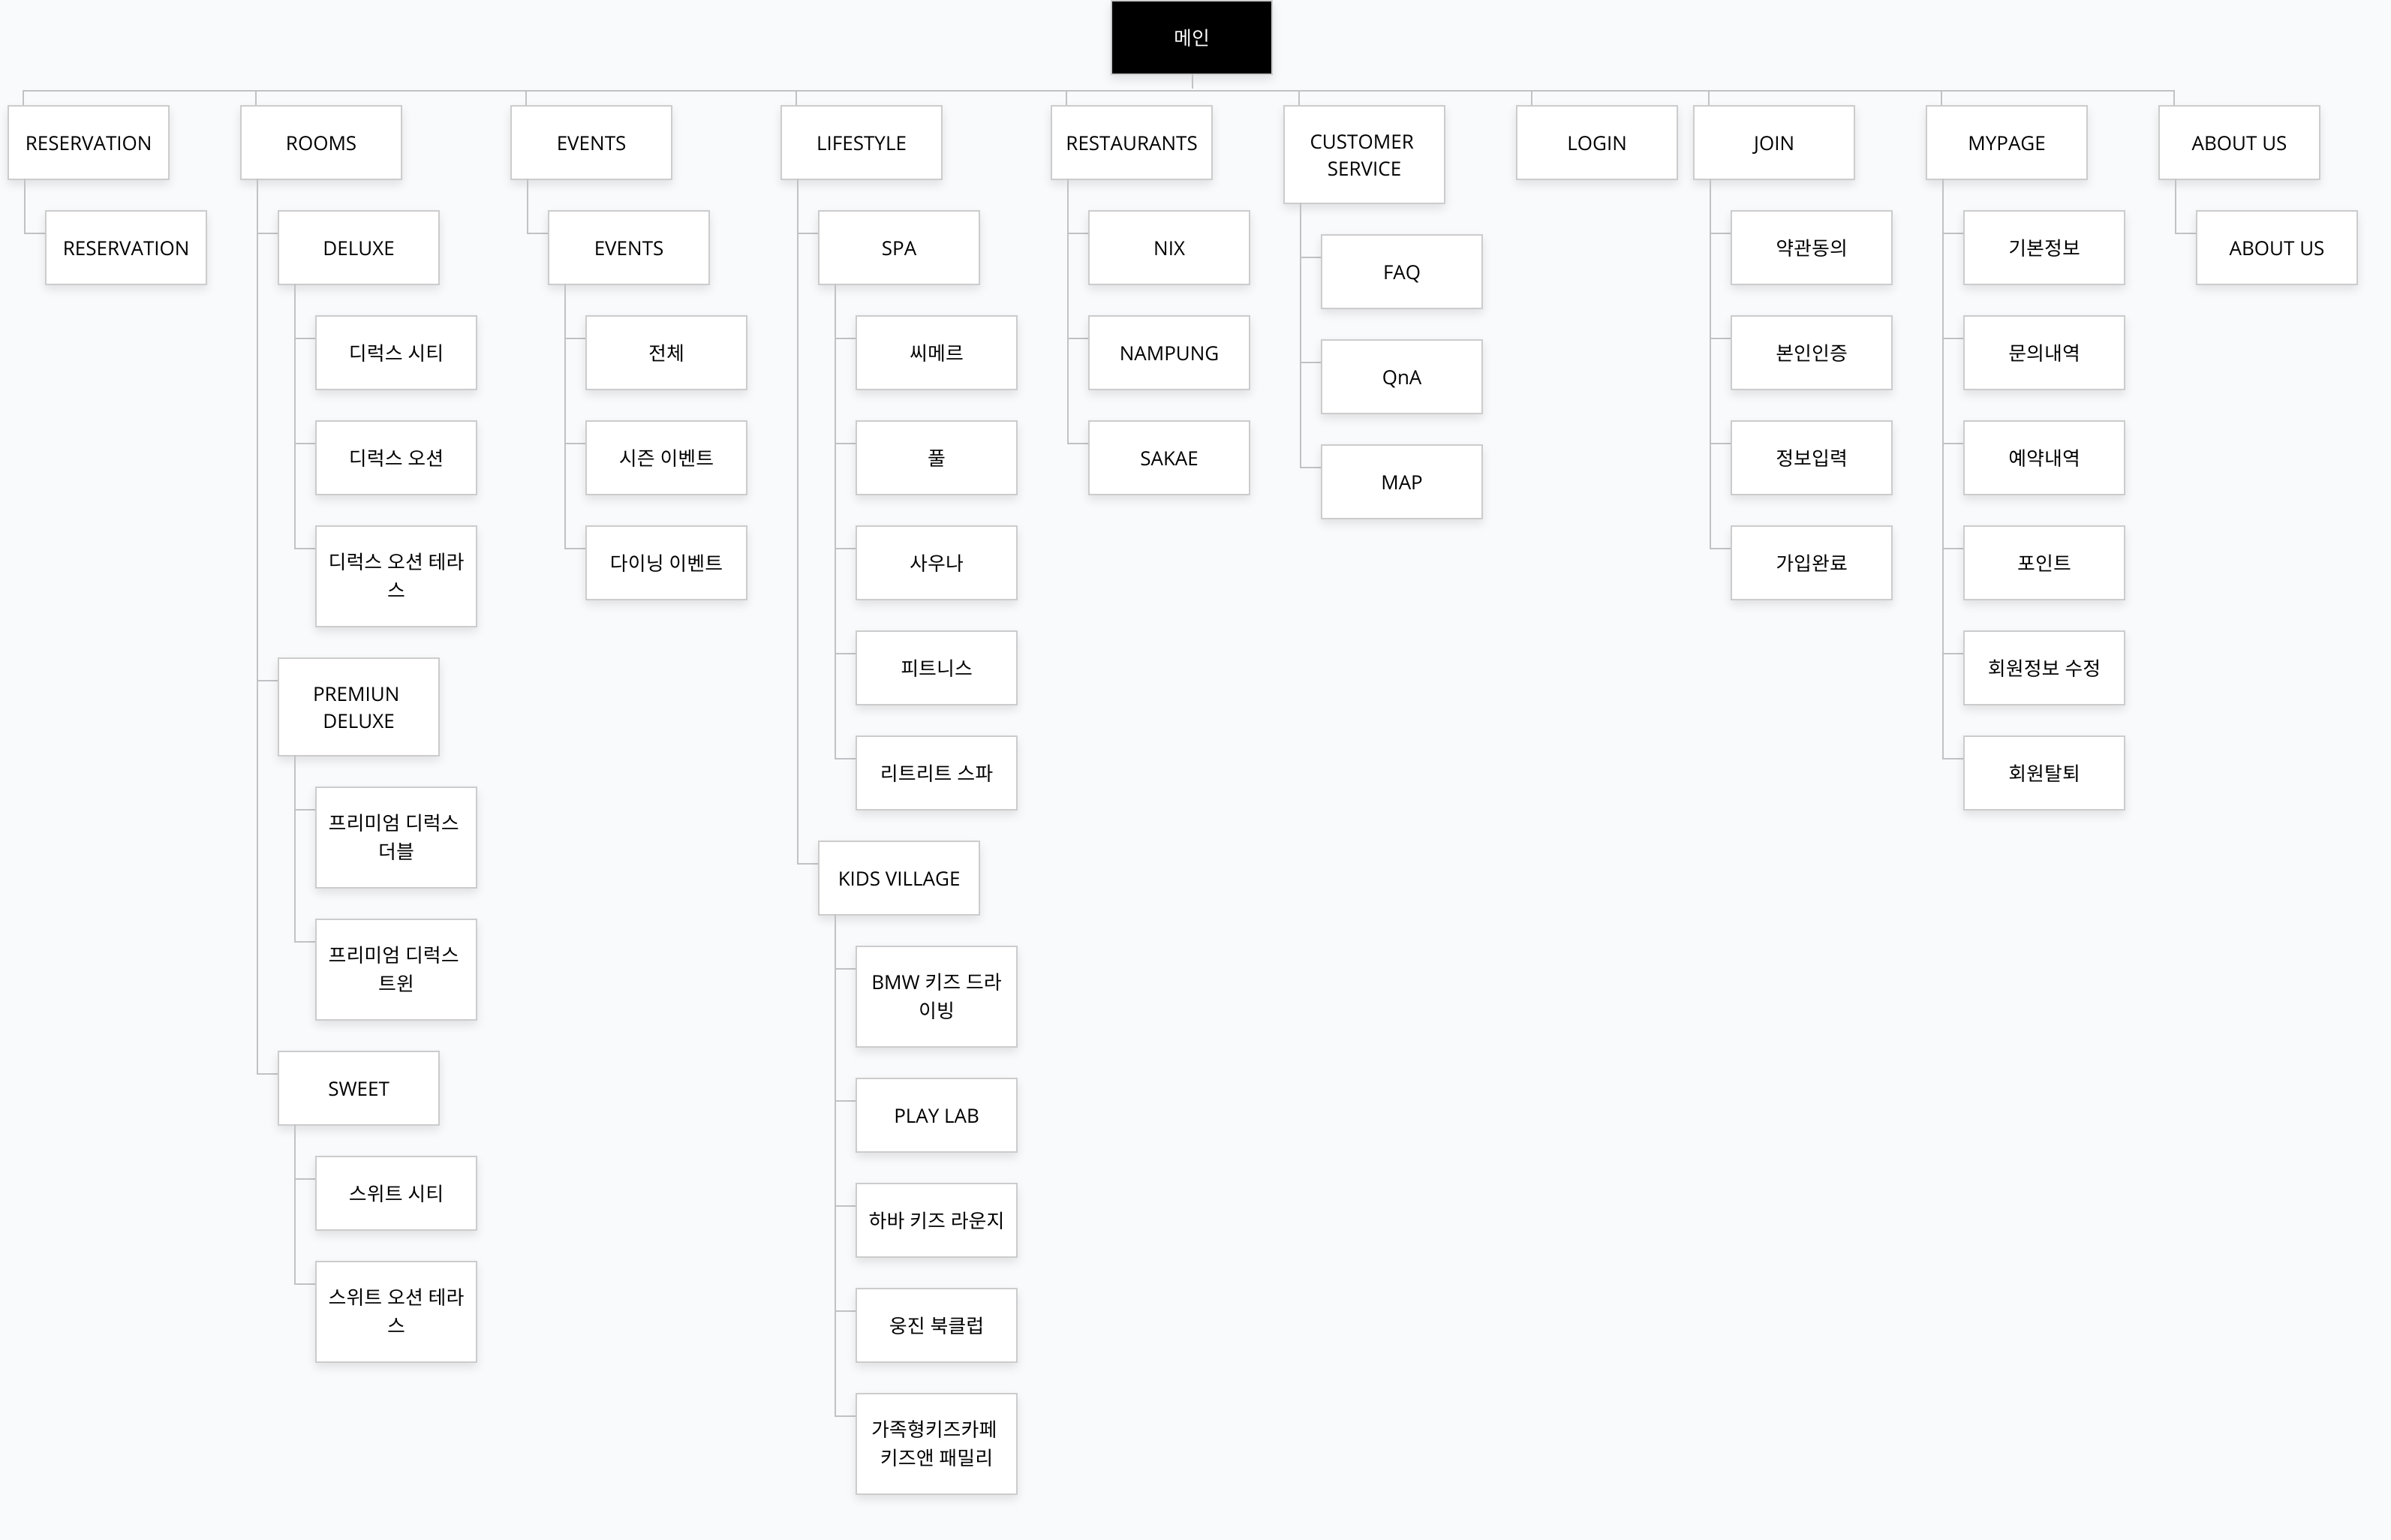 메인
RESERVATION
RESERVATION
ROOMS
DELUXE
디럭스 시티
디럭스 오션
디럭스 오션 테라
스
PREMIUN
DELUXE
프리미엄 디럭스
더블
프리미엄 디럭스
트윈
SWEET
스위트 시티
스위트 오션 테라
스
EVENTS
EVENTS
전체
시즌 이벤트
다이닝 이벤트
LIFESTYLE
SPA
씨메르
풀
사우나
피트니스
리트리트 스파
KIDS VILLAGE
BMW 키즈 드라
이빙
PLAY LAB
하바 키즈 라운지
웅진 북클럽
가족형키즈카페
키즈앤 패밀리
RESTAURANTS
NIX
NAMPUNG
SAKAE
CUSTOMER
SERVICE
FAQ
QnA
MAP
LOGIN
JOIN
약관동의
본인인증
정보입력
가입완료
MYPAGE
기본정보
문의내역
예약내역
포인트
회원정보 수정
회원탈퇴
ABOUT US
ABOUT US